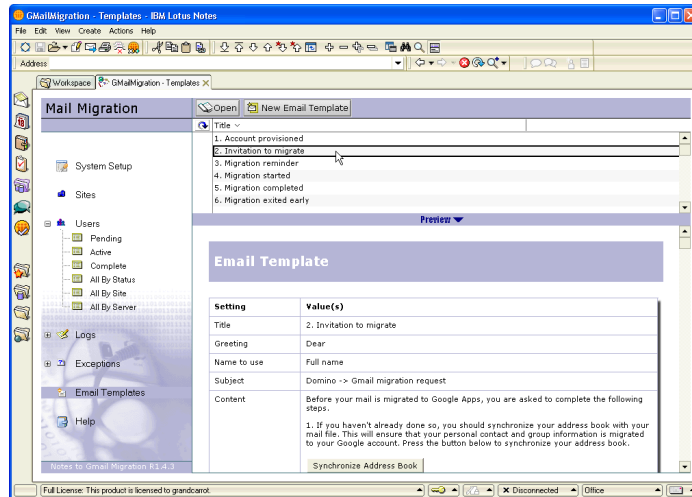 GMailMigration - Templates - IBM Lotus Notes
File Edit View Create Actions Help
Address
Workspace GMailMigration - Templates
Mail Migration
Open New Email Template
Title
1. Account provisioned
2. Invitation to migrate
3. Migration reminder
4. Migration started
5. Migration completed
6. Migration exited early
System Setup
Sites
Users
Pending
Active
Complete
All By Status
All By Site
All By Server
Logs
Exceptions
Email Templates
Help
Notes to Gmail Migration R1.4.3
Preview
Email Template
Setting Value(s)
Title 2. Invitation to migrate
Greeting Dear
Name to use Full name
Subject Domino -> Gmail migration request
Content Before your mail is migrated to Google Apps, you are asked to complete the following
steps.
1. If you haven't already done so, you should synchronize your address book with your
mail file. This will ensure that your personal contact and group information is migrated
to your Google account. Press the button below to synchronize your address book.
Synchronize Address Book
Full License: This product is licensed to grandcarrot.
Disconnected Office